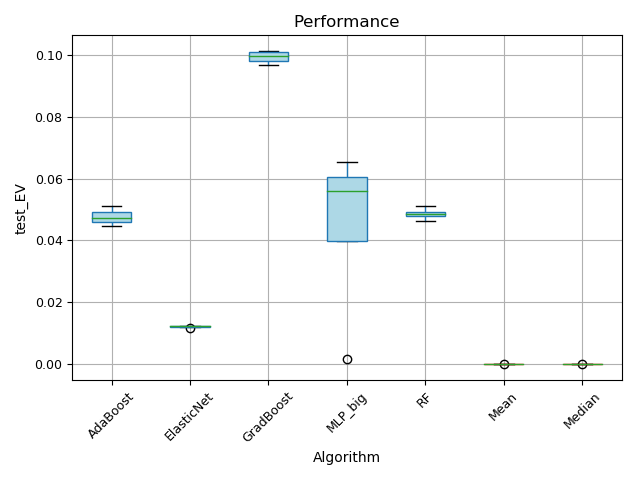 Performance
test_EV
0.10
0.08
0.06
0.04
0.02
0.00
AdaBoost
ElasticNet
GradBoost
MLP_big
RF
Mean
Median
Algorithm